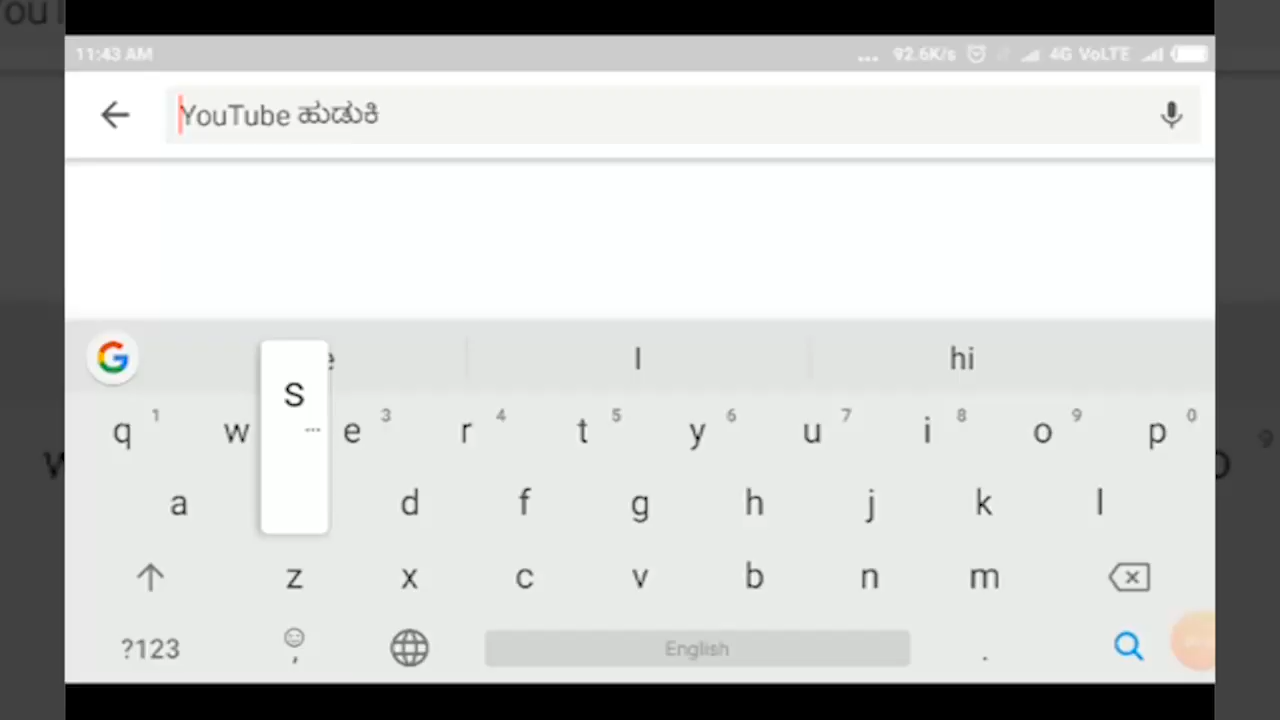 11:43 AM ... 92.6K/s 4G VoLTE
YouTube ಹುಡುಕಿ
G I hi
q 1 w e 3 r 4 t 5 y 6 u 7 i 8 o 9 p 0
a S d f g h j k l
z x c v b n m
?123 , English .